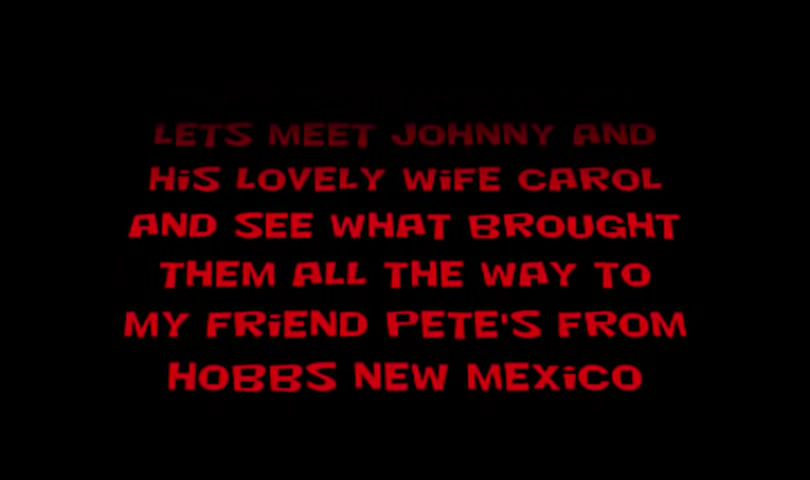 LETS MEET JOHNNY AND
HiS LOVELY WiFE CAROL
AND SEE WHAT BROUGHT
THEM ALL THE WAY TO
MY FRiEND PETE'S FROM
HOBBS NEW MEXiCO